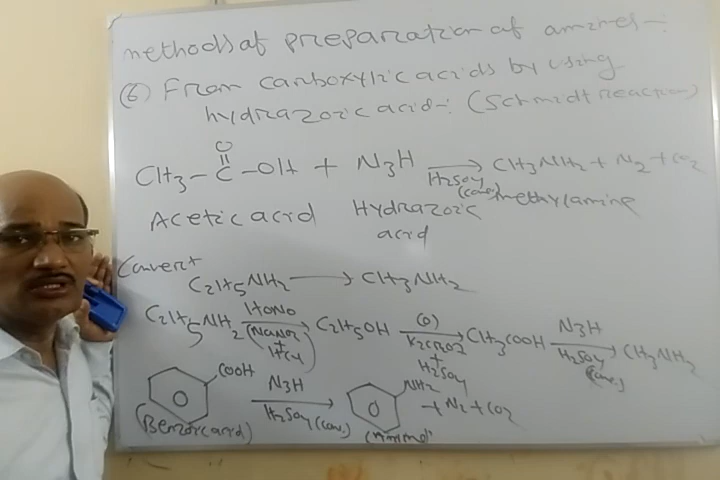 methods of preparation of amines:-
(6) From carboxylic acids by using
hydrazoic acid:- (Schmidt reaction)
O
||
CH3-C-OH + N3H → CH3NH2 + N2 + CO2
H2SO4
(conc) methylamine
Acetic acid Hydrazoic
acid
Convert
C2H5NH2 → CH3NH2
C2H5NH2 HONO → C2H5OH (O) → CH3COOH N3H → CH3NH2
(NaNO2 K2Cr2O7 H2SO4
+ + (conc)
HCl) H2SO4
COOH N3H → NH2
H2SO4 (conc) + N2 + CO2
(Benzoic acid)